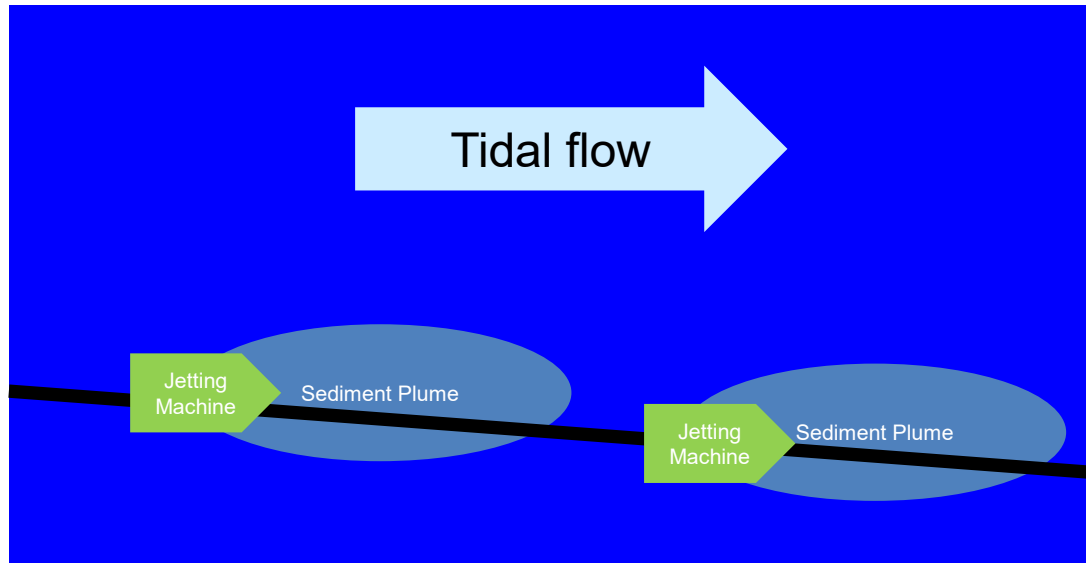 Tidal flow
Jetting
Machine
Sediment Plume
Jetting
Machine
Sediment Plume